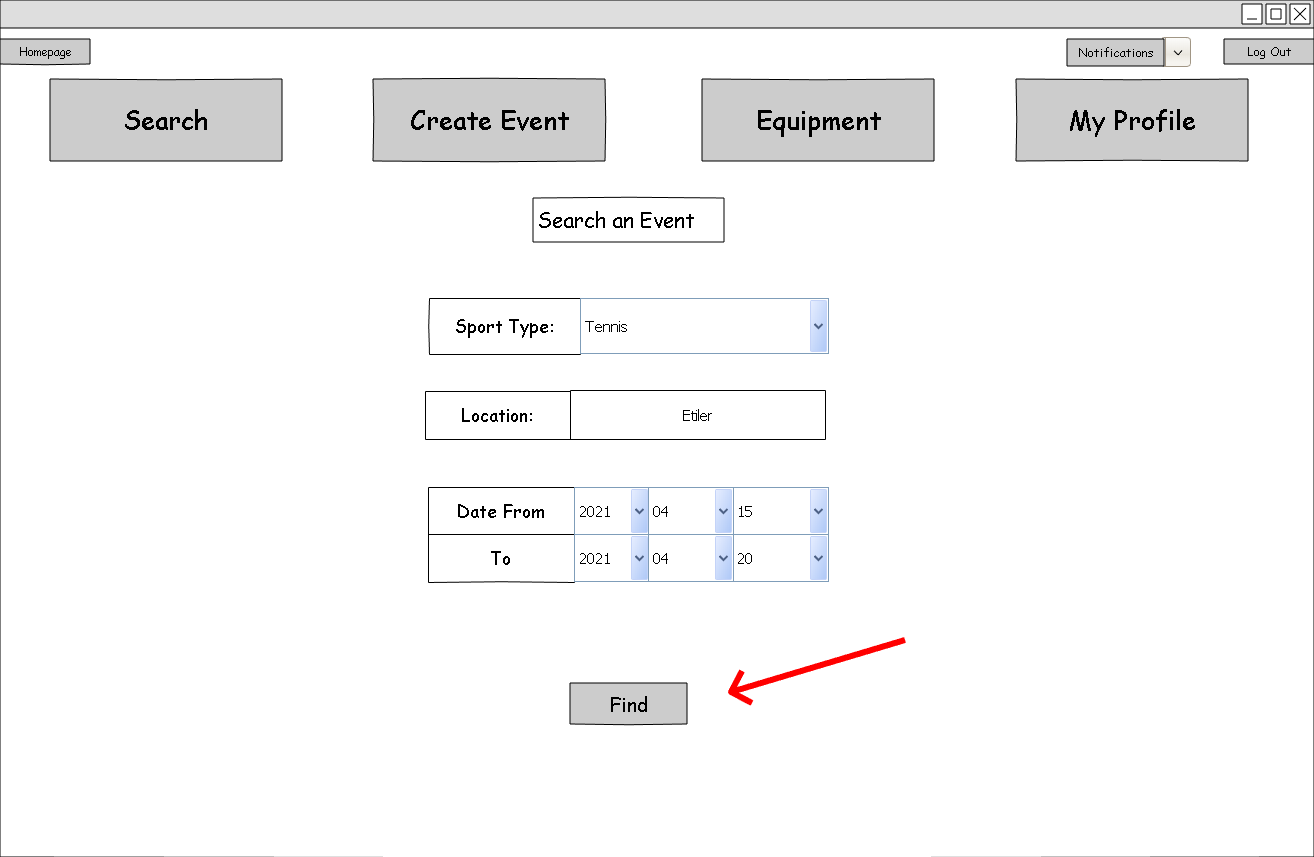 Homepage
Notifications
Log Out
Search
Create Event
Equipment
My Profile
Search an Event
Sport Type: Tennis
Location: Etiler
Date From 2021 04 15
To 2021 04 20
Find